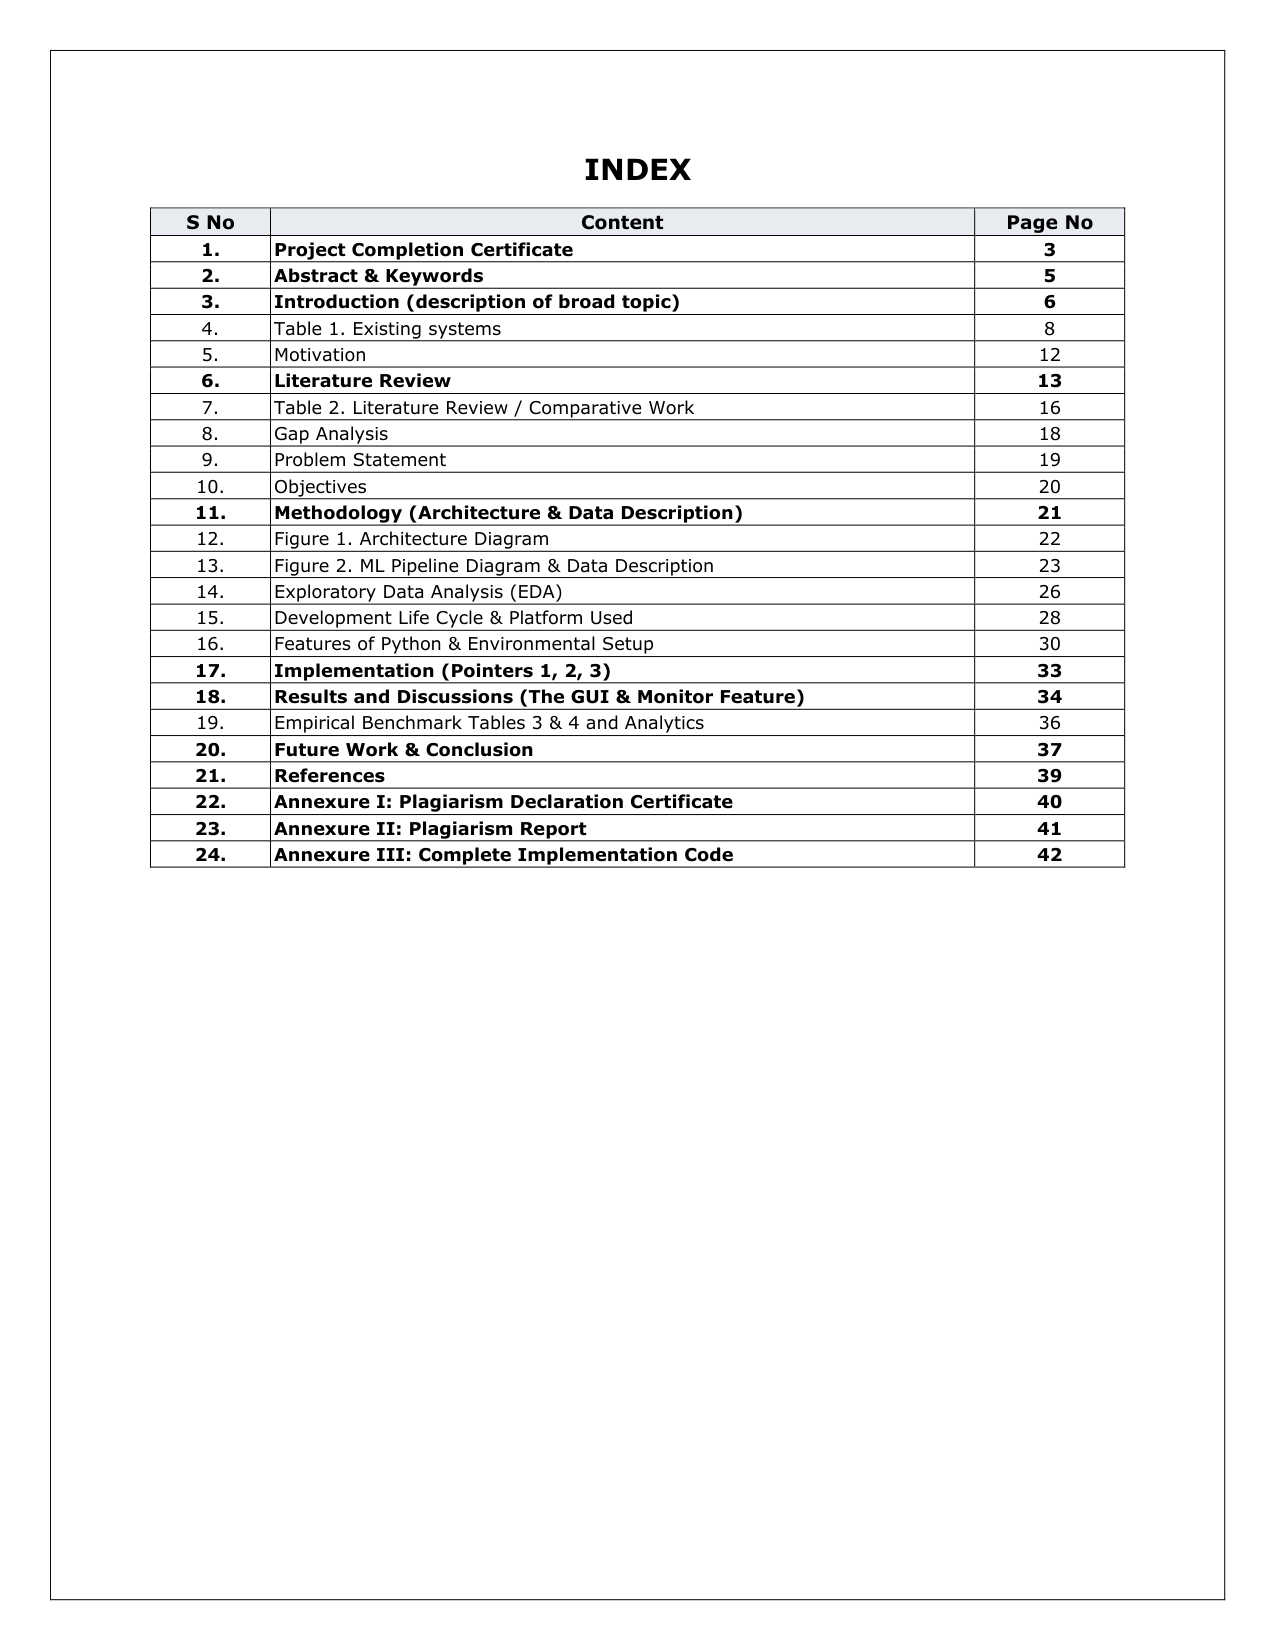 INDEX
S No Content Page No
1. Project Completion Certificate 3
2. Abstract & Keywords 5
3. Introduction (description of broad topic) 6
4. Table 1. Existing systems 8
5. Motivation 12
6. Literature Review 13
7. Table 2. Literature Review / Comparative Work 16
8. Gap Analysis 18
9. Problem Statement 19
10. Objectives 20
11. Methodology (Architecture & Data Description) 21
12. Figure 1. Architecture Diagram 22
13. Figure 2. ML Pipeline Diagram & Data Description 23
14. Exploratory Data Analysis (EDA) 26
15. Development Life Cycle & Platform Used 28
16. Features of Python & Environmental Setup 30
17. Implementation (Pointers 1, 2, 3) 33
18. Results and Discussions (The GUI & Monitor Feature) 34
19. Empirical Benchmark Tables 3 & 4 and Analytics 36
20. Future Work & Conclusion 37
21. References 39
22. Annexure I: Plagiarism Declaration Certificate 40
23. Annexure II: Plagiarism Report 41
24. Annexure III: Complete Implementation Code 42